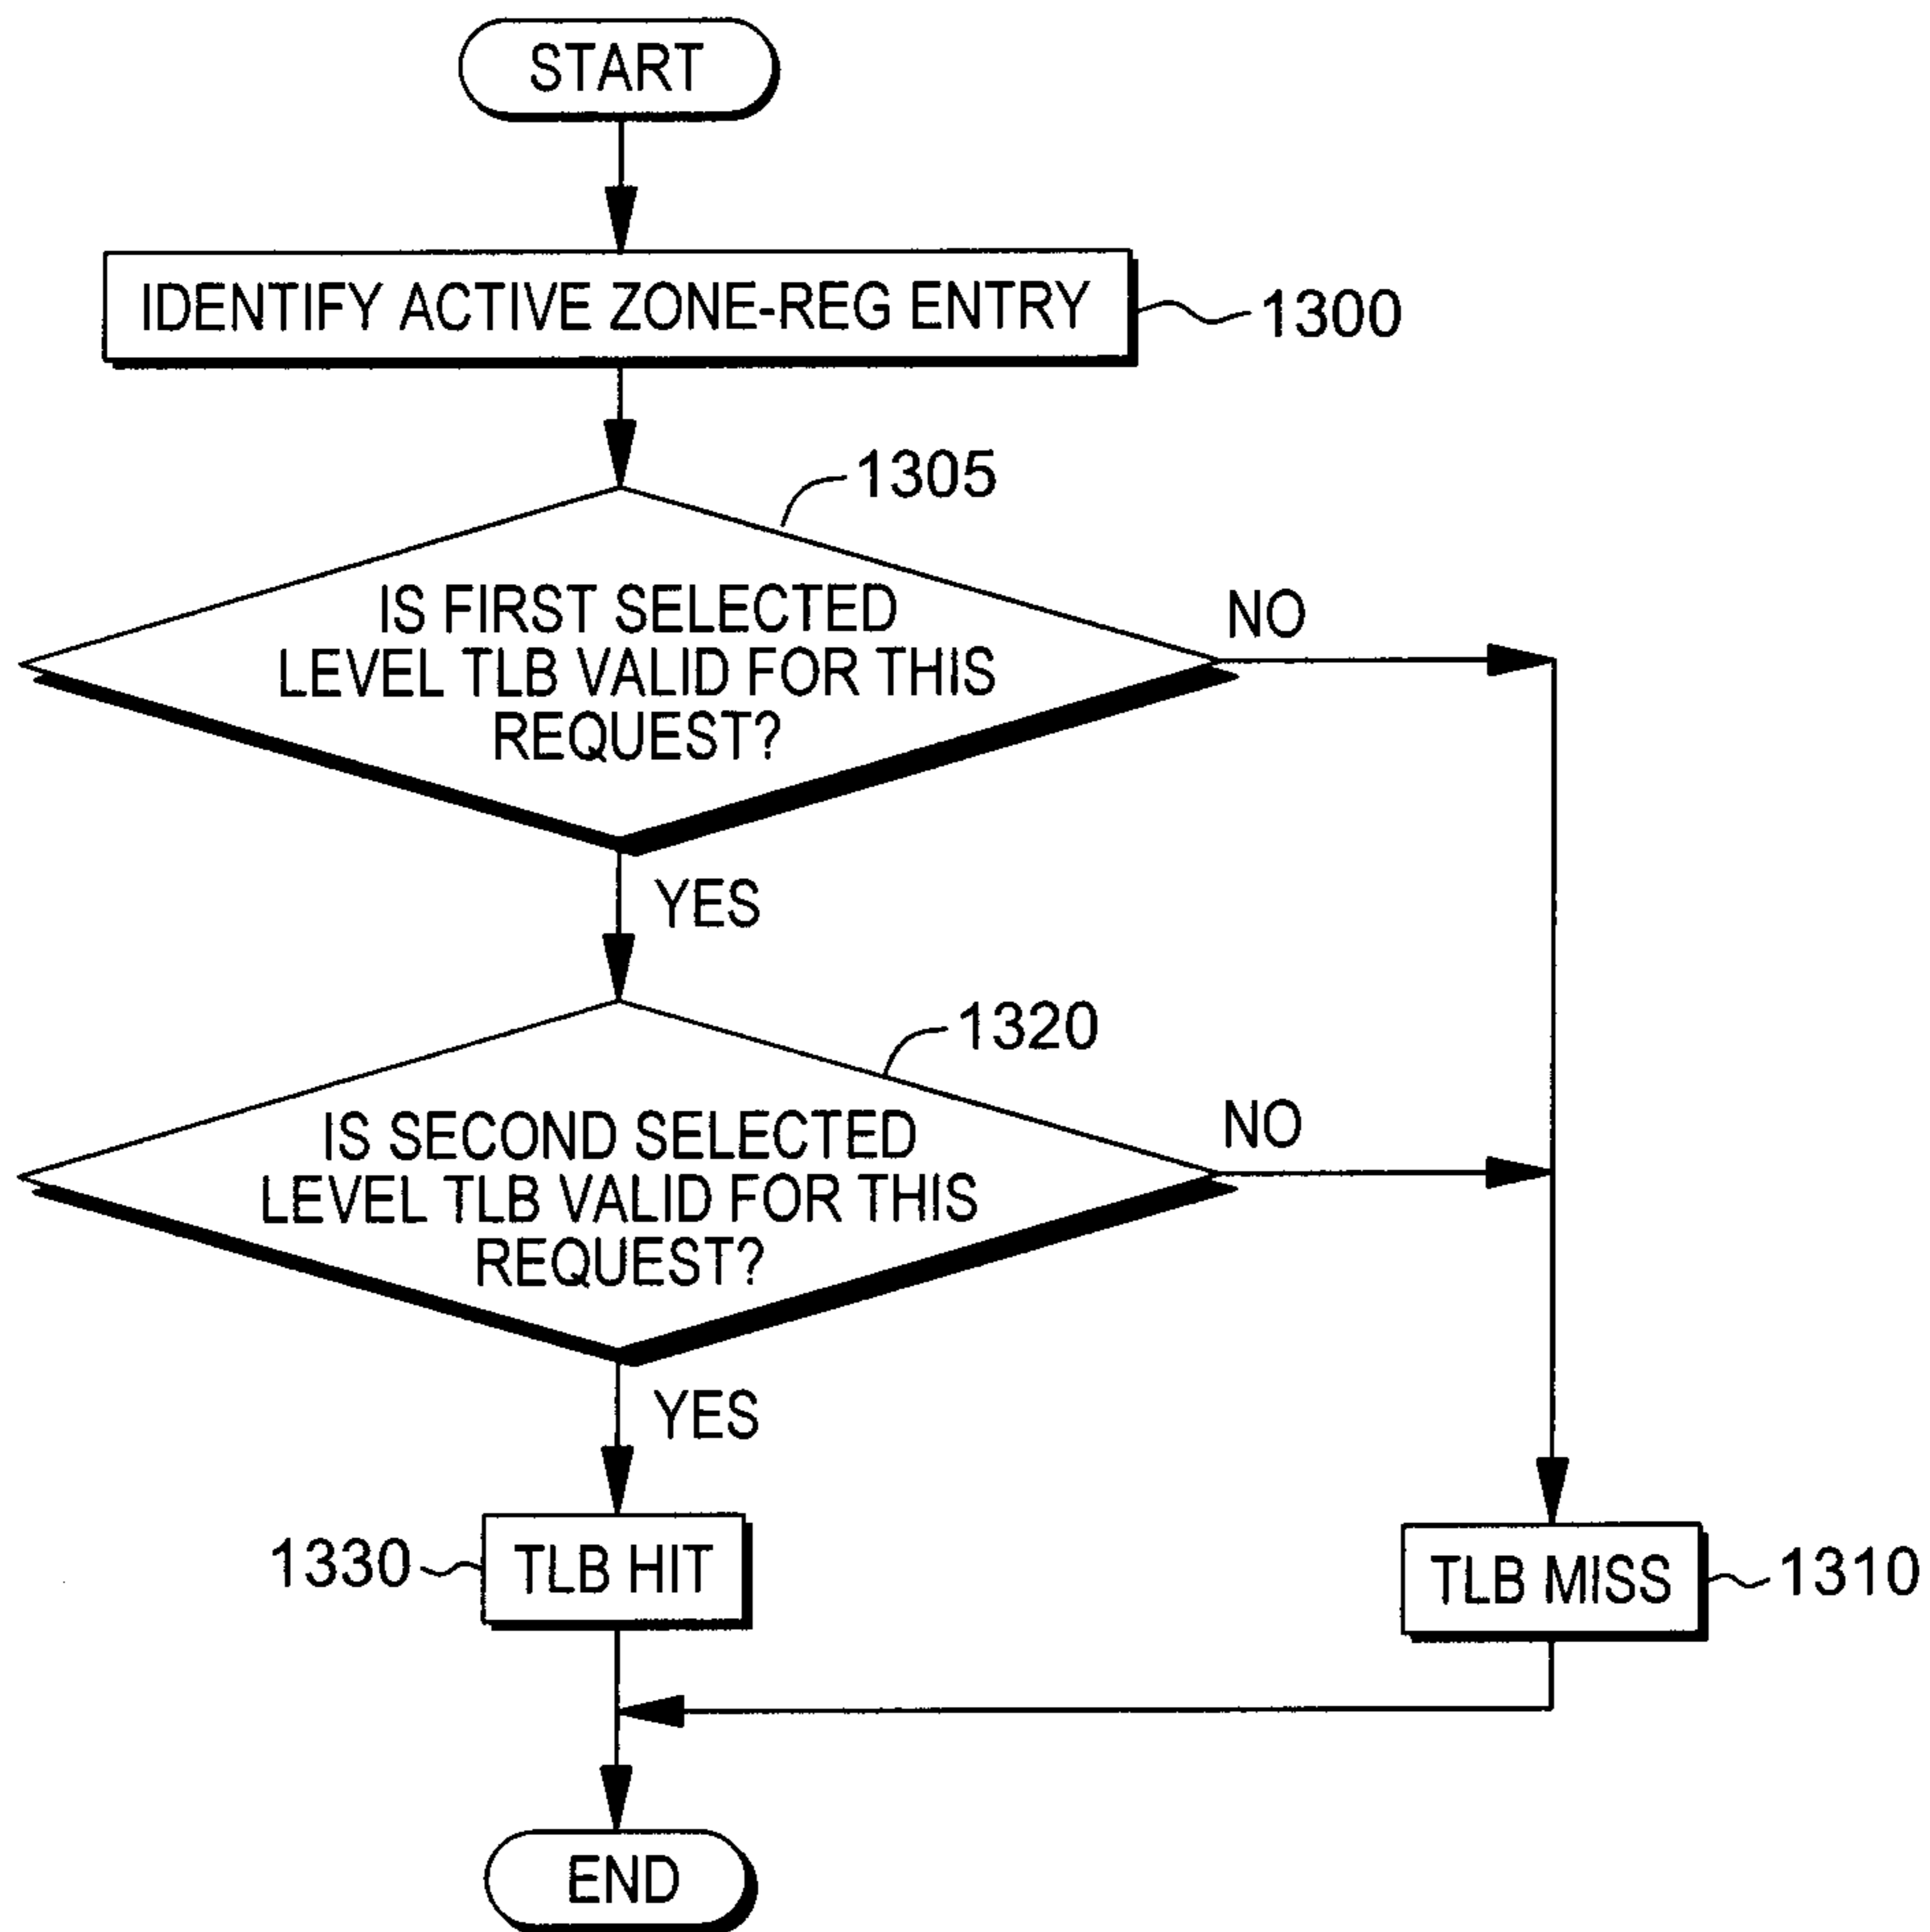 START
IDENTIFY ACTIVE ZONE-REG ENTRY
1300
1305
IS FIRST SELECTED
LEVEL TLB VALID FOR THIS
REQUEST?
NO
YES
1320
IS SECOND SELECTED
LEVEL TLB VALID FOR THIS
REQUEST?
NO
YES
1330
TLB HIT
TLB MISS
1310
END